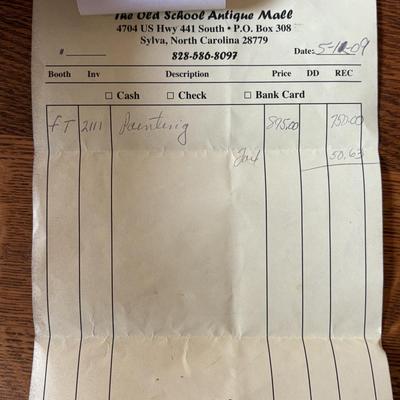 The Old School Antique Mall
4704 US Hwy 441 South • P.O. Box 308
Sylva, North Carolina 28779
# Date: 5-1-09
828-586-8097
Booth Inv Description Price DD REC
☐ Cash ☐ Check ☐ Bank Card
FT 2111 Painting 875.00 750.00
Tax 50.63